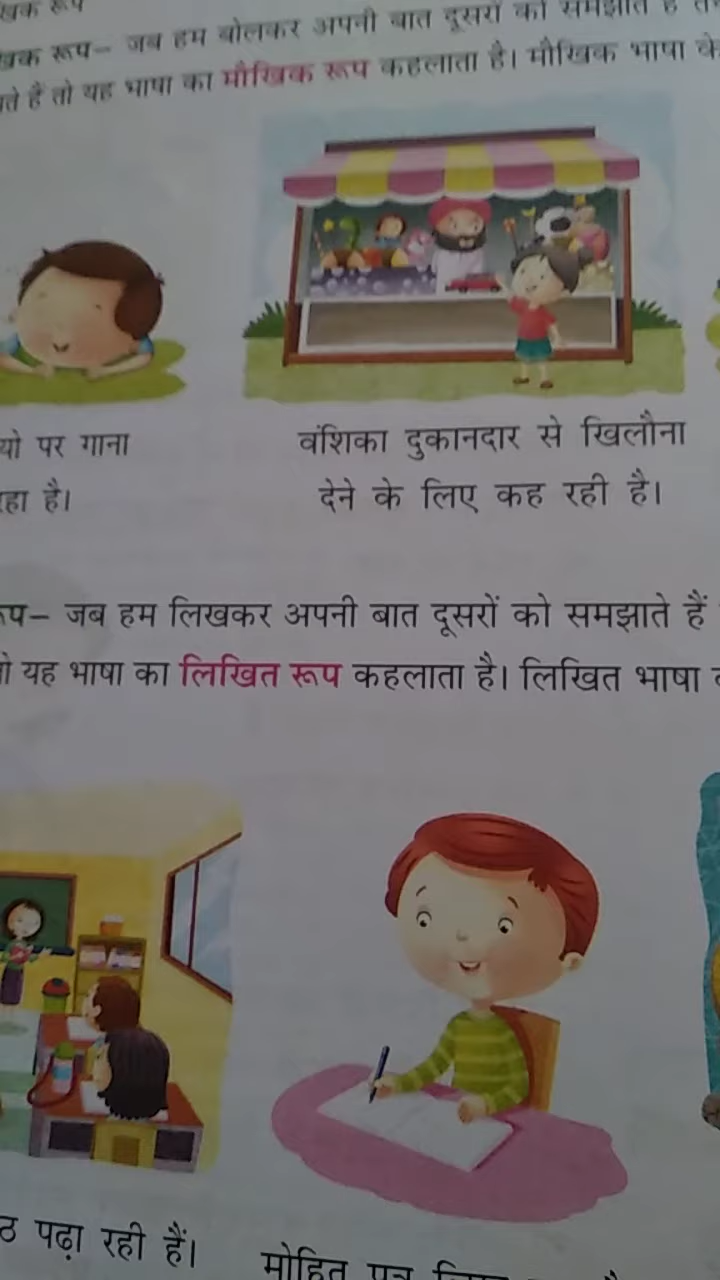 रूप
रूप– जब हम बोलकर अपनी बात दूसरों को समझाते हैं
हैं तो यह भाषा का मौखिक रूप कहलाता है। मौखिक भाषा के
पर गाना
वंशिका दुकानदार से खिलौना
है।
देने के लिए कह रही है।
जब हम लिखकर अपनी बात दूसरों को समझाते हैं
यह भाषा का लिखित रूप कहलाता है। लिखित भाषा
पढ़ा रही हैं।
मोहित पत्र